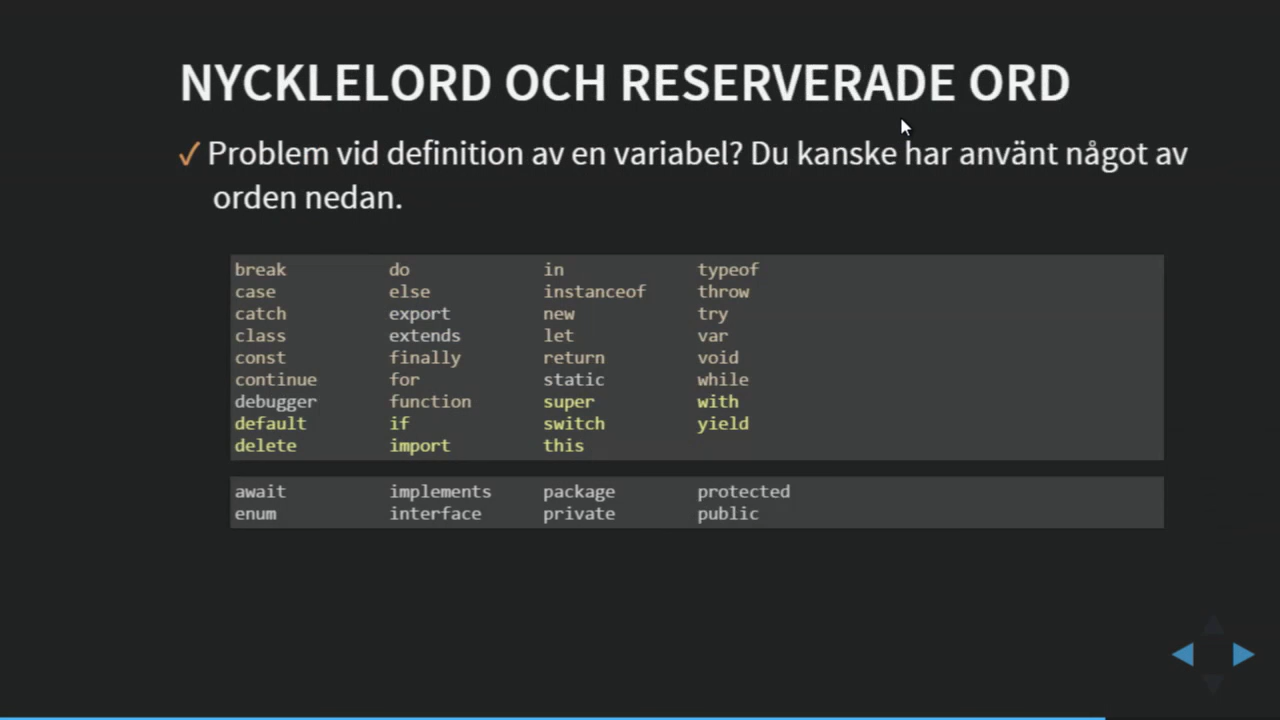 NYCKLELORD OCH RESERVERADE ORD
✓ Problem vid definition av en variabel? Du kanske har använt något av
orden nedan.
break do in typeof
case else instanceof throw
catch export new try
class extends let var
const finally return void
continue for static while
debugger function super with
default if switch yield
delete import this
await implements package protected
enum interface private public